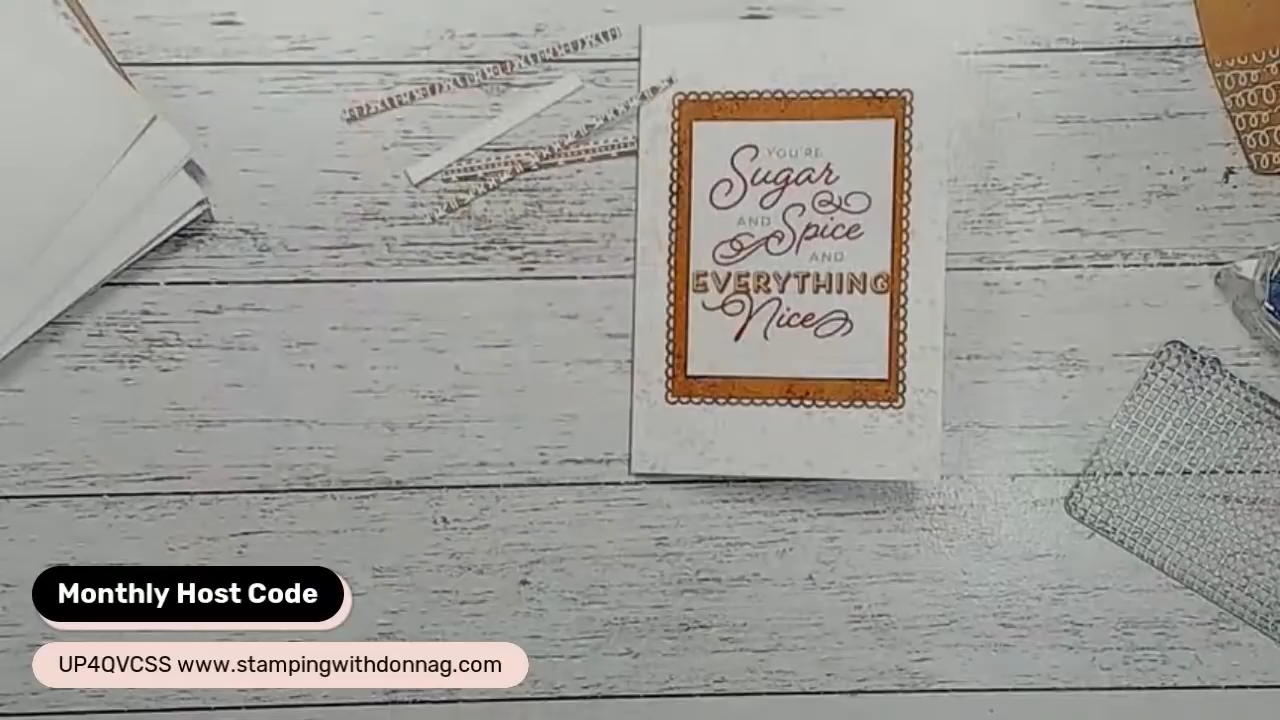 YOU'RE
Sugar
AND Spice
AND
EVERYTHING
Nice
Monthly Host Code
UP4QVCSS www.stampingwithdonnag.com